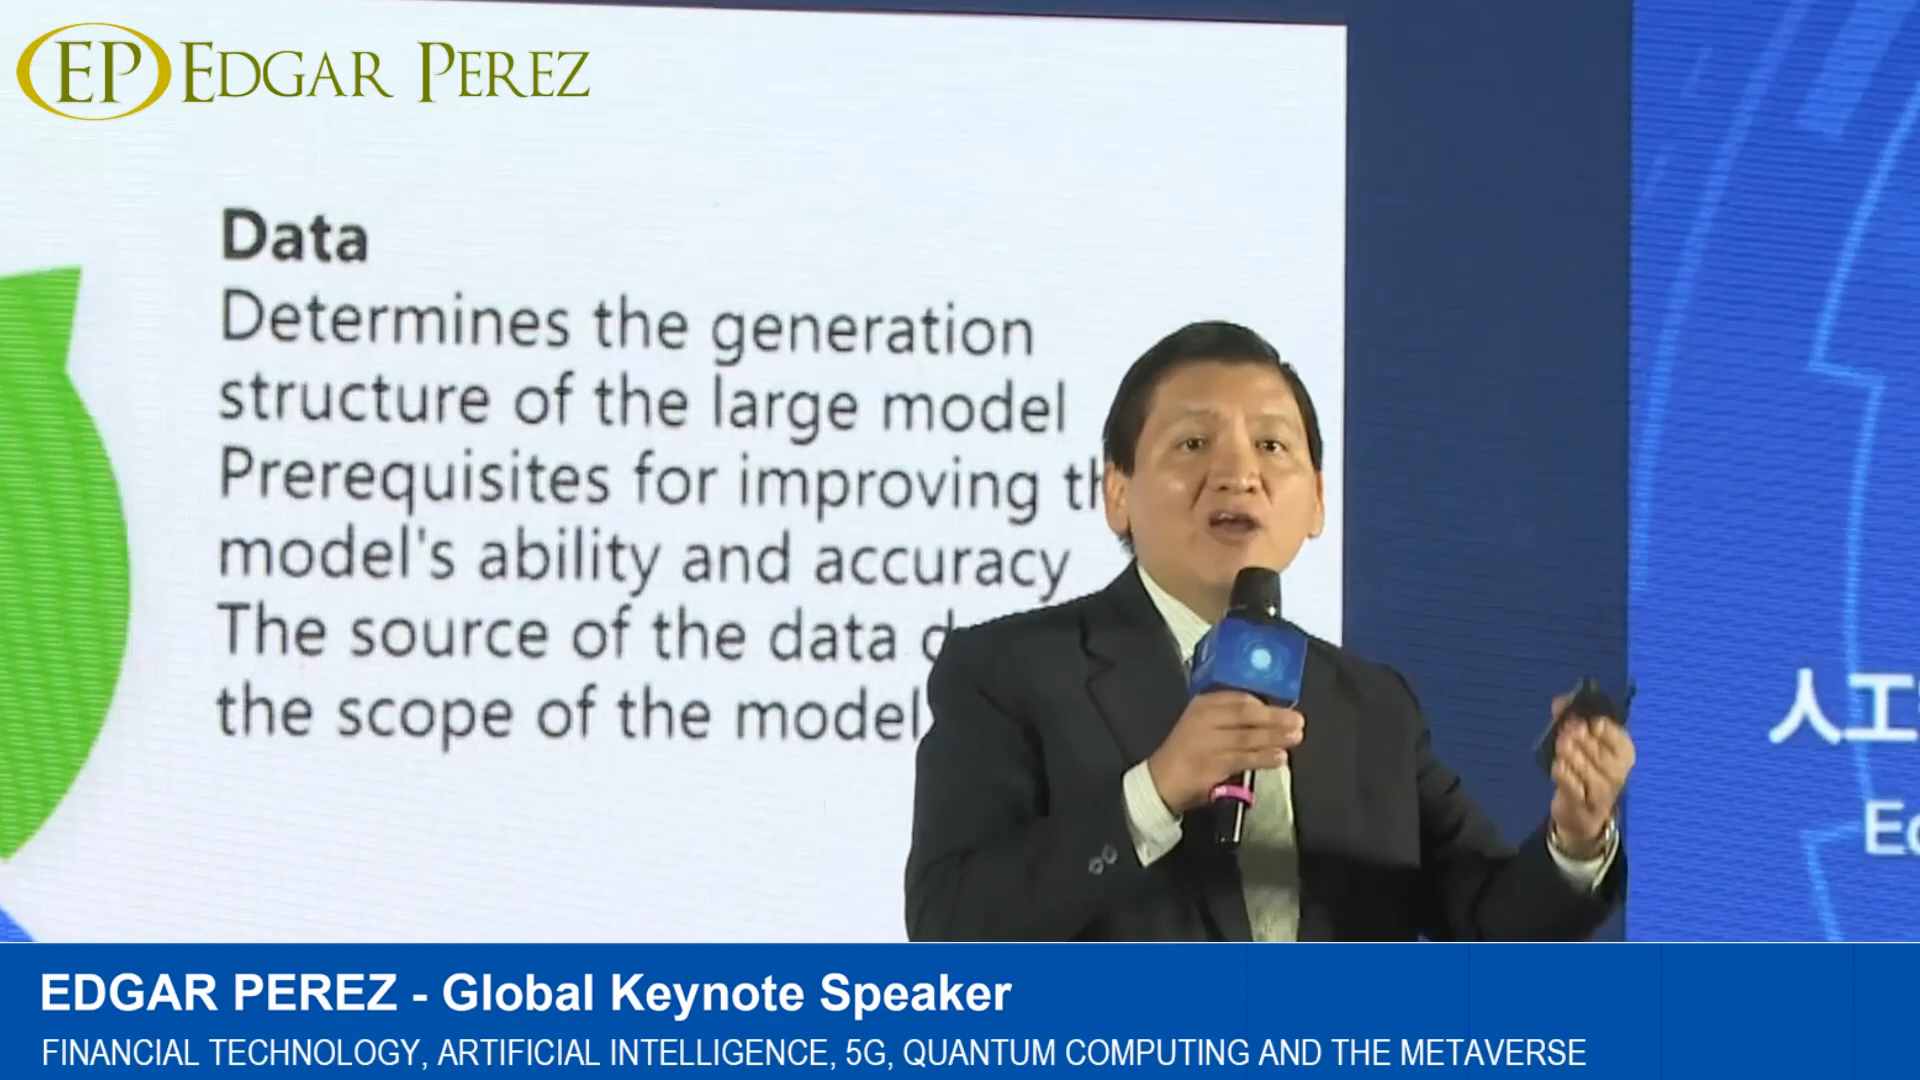 EP EDGAR PEREZ
Data
Determines the generation
structure of the large model
Prerequisites for improving
model's ability and accuracy
The source of the data
the scope of the model
人工
EDGAR PEREZ - Global Keynote Speaker
FINANCIAL TECHNOLOGY, ARTIFICIAL INTELLIGENCE, 5G, QUANTUM COMPUTING AND THE METAVERSE